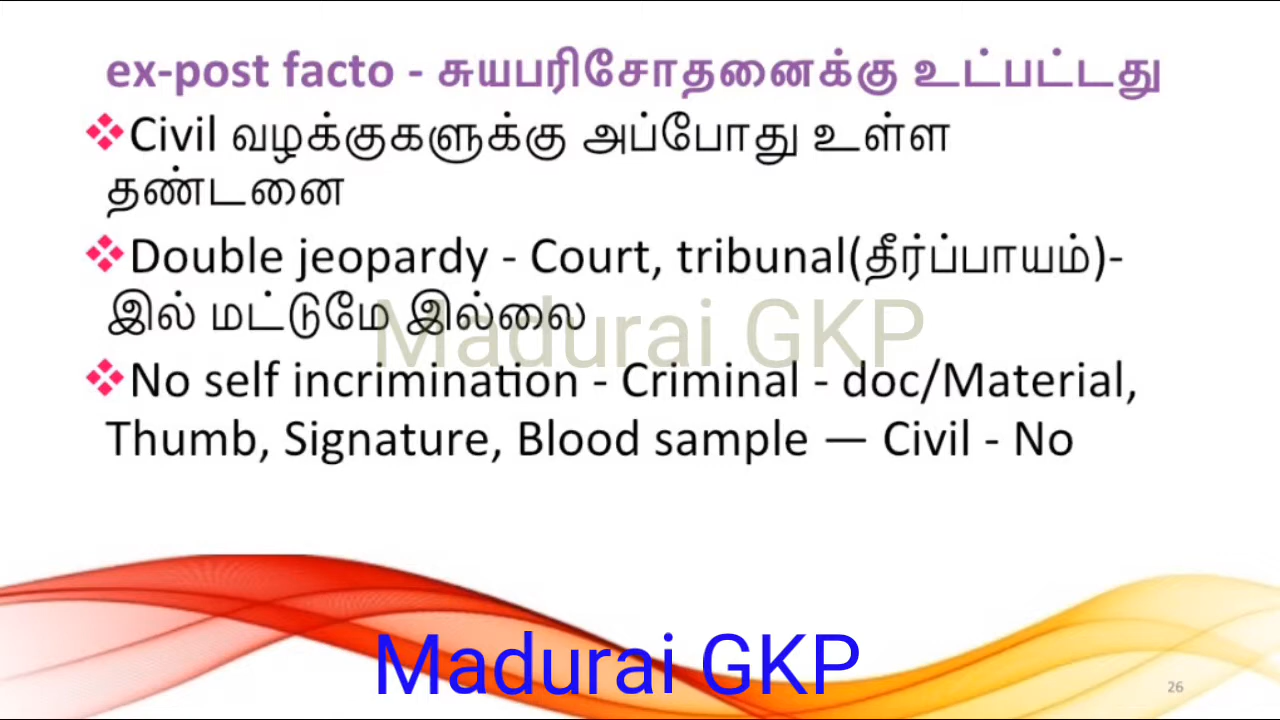 ex-post facto - சுயபரிசோதனைக்கு உட்பட்டது
❖Civil வழக்குகளுக்கு அப்போது உள்ள
தண்டனை
❖Double jeopardy - Court, tribunal(தீர்ப்பாயம்)-
இல் மட்டுமே இல்லை
Madurai GKP
❖No self incrimination - Criminal - doc/Material,
Thumb, Signature, Blood sample — Civil - No
Madurai GKP
26